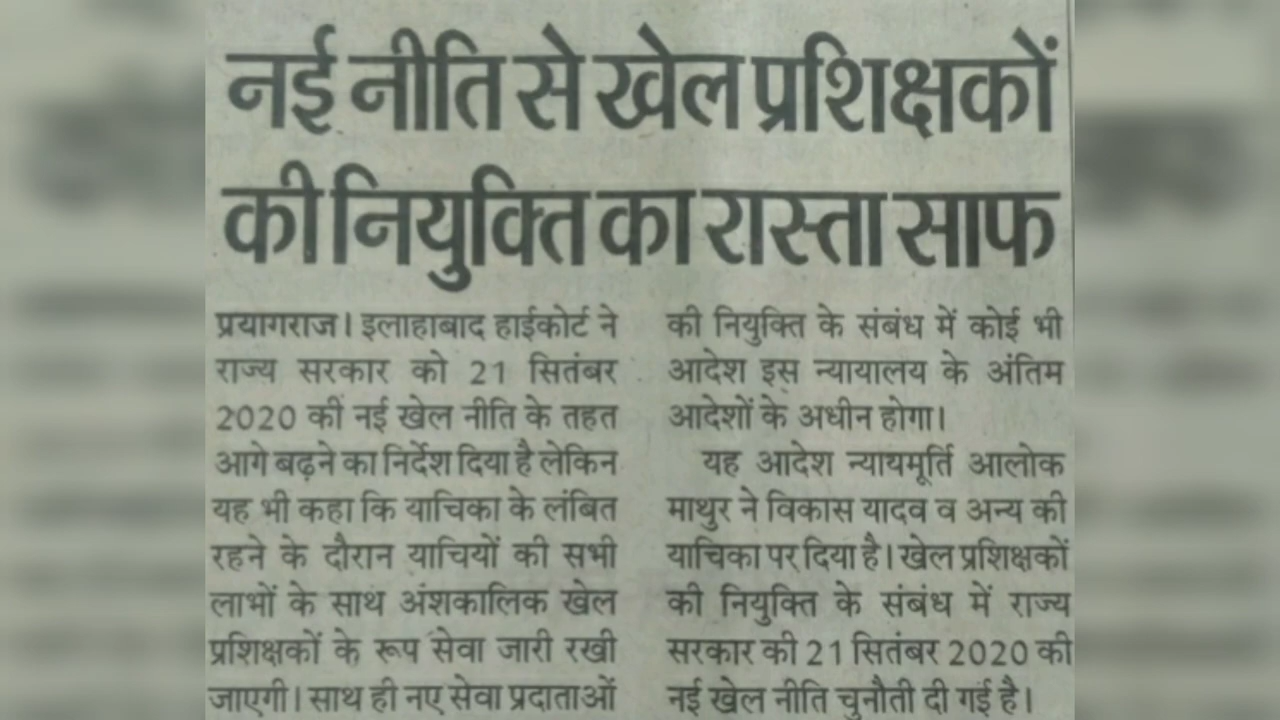 नई नीति से खेल प्रशिक्षकों
की नियुक्ति का रास्ता साफ
प्रयागराज। इलाहाबाद हाईकोर्ट ने
राज्य सरकार को 21 सितंबर
2020 की नई खेल नीति के तहत
आगे बढ़ने का निर्देश दिया है लेकिन
यह भी कहा कि याचिका के लंबित
रहने के दौरान याचियों की सभी
लाभों के साथ अंशकालिक खेल
प्रशिक्षकों के रूप सेवा जारी रखी
जाएगी। साथ ही नए सेवा प्रदाताओं
की नियुक्ति के संबंध में कोई भी
आदेश इस न्यायालय के अंतिम
आदेशों के अधीन होगा।
यह आदेश न्यायमूर्ति आलोक
माथुर ने विकास यादव व अन्य की
याचिका पर दिया है। खेल प्रशिक्षकों
की नियुक्ति के संबंध में राज्य
सरकार की 21 सितंबर 2020 की
नई खेल नीति चुनौती दी गई है।